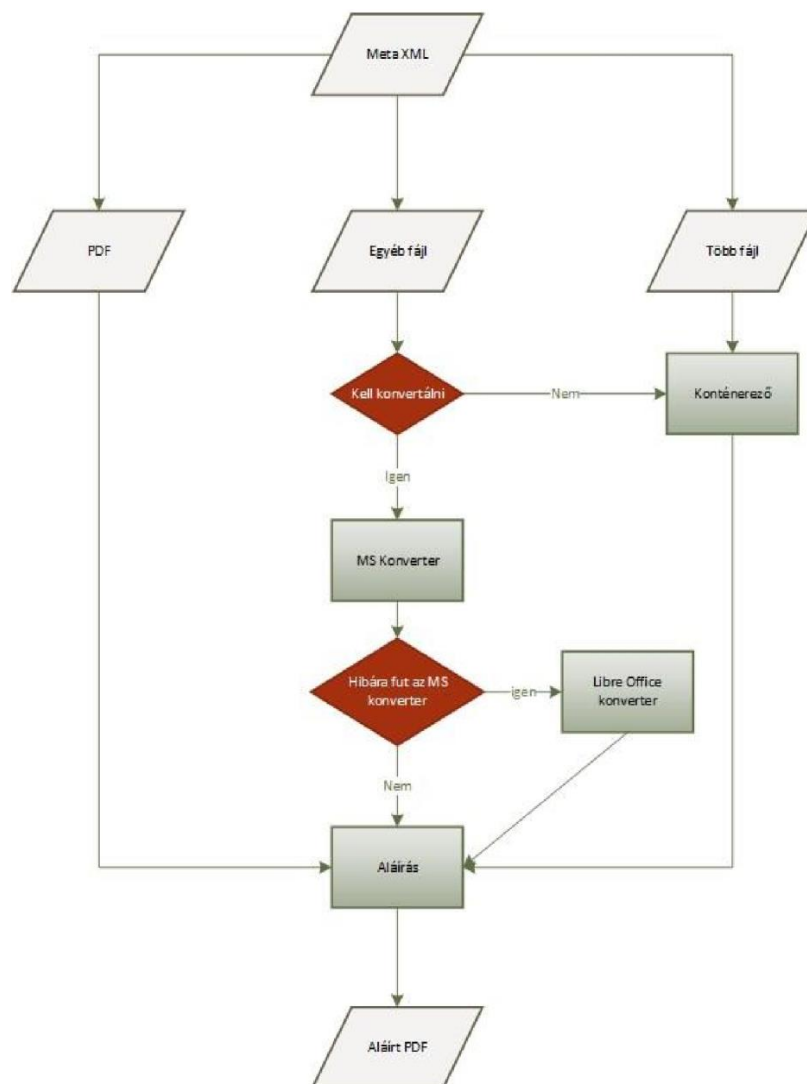 Meta XML
PDF
Egyéb fájl
Több fájl
Kell konvertálni
Nem
Konténerező
Igen
MS Konverter
Hibára fut az MS
konverter
igen
Libre Office
konverter
Nem
Aláírás
Aláírt PDF